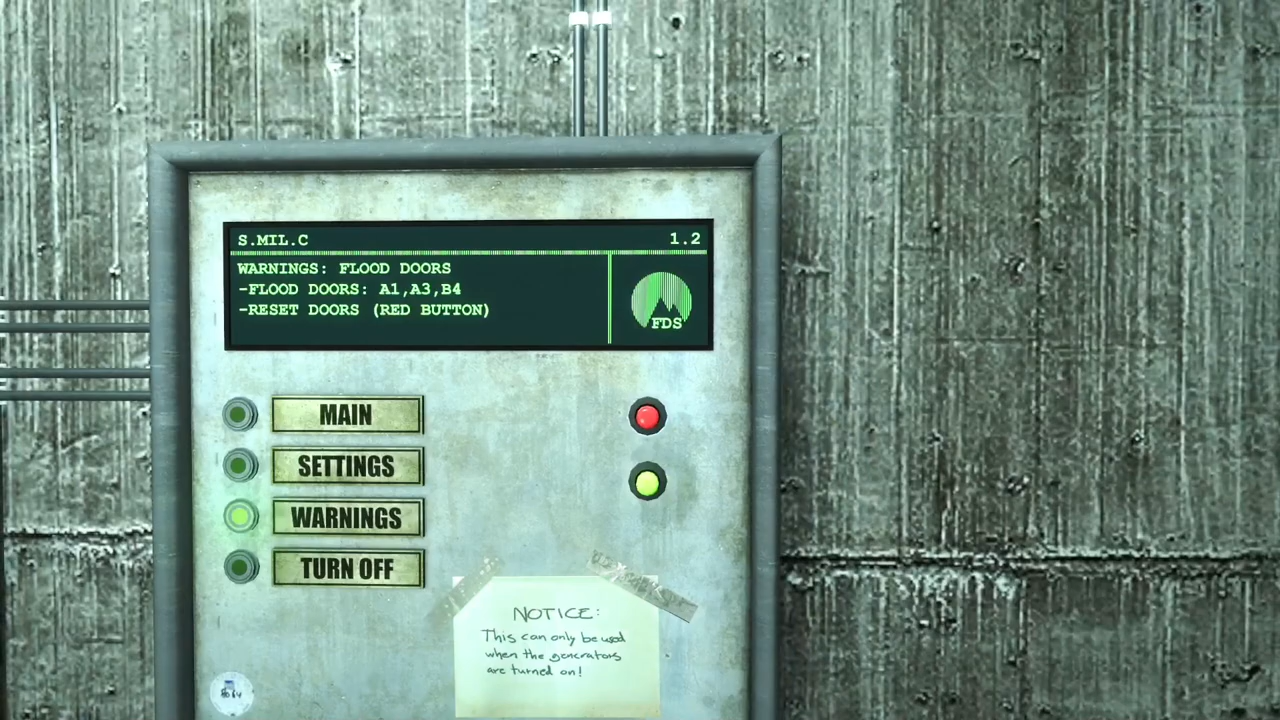 S.MIL.C 1.2
WARNINGS: FLOOD DOORS
-FLOOD DOORS: A1,A3,B4
-RESET DOORS (RED BUTTON)
FDS
MAIN
SETTINGS
WARNINGS
TURN OFF
NOTICE:
This can only be used
when the generators
are turned on!